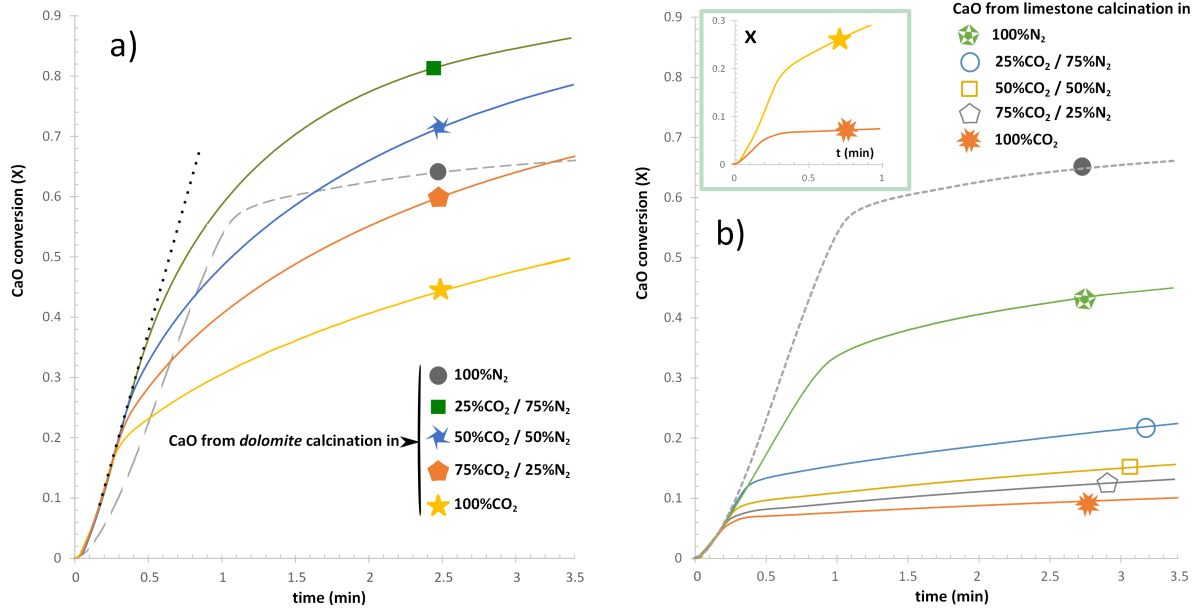 a)
CaO conversion (X)
0.9
0.8
0.7
0.6
0.5
0.4
0.3
0.2
0.1
0
0 0.5 1 1.5 2 2.5 3 3.5
time (min)
CaO from dolomite calcination in
100%N₂
25%CO₂ / 75%N₂
50%CO₂ / 50%N₂
75%CO₂ / 25%N₂
100%CO₂
b)
CaO conversion (X)
0.9
0.8
0.7
0.6
0.5
0.4
0.3
0.2
0.1
0
0 0.5 1 1.5 2 2.5 3 3.5
time (min)
X
0.3
0.2
0.1
0
0 0.5 1
t (min)
CaO from limestone calcination in
100%N₂
25%CO₂ / 75%N₂
50%CO₂ / 50%N₂
75%CO₂ / 25%N₂
100%CO₂